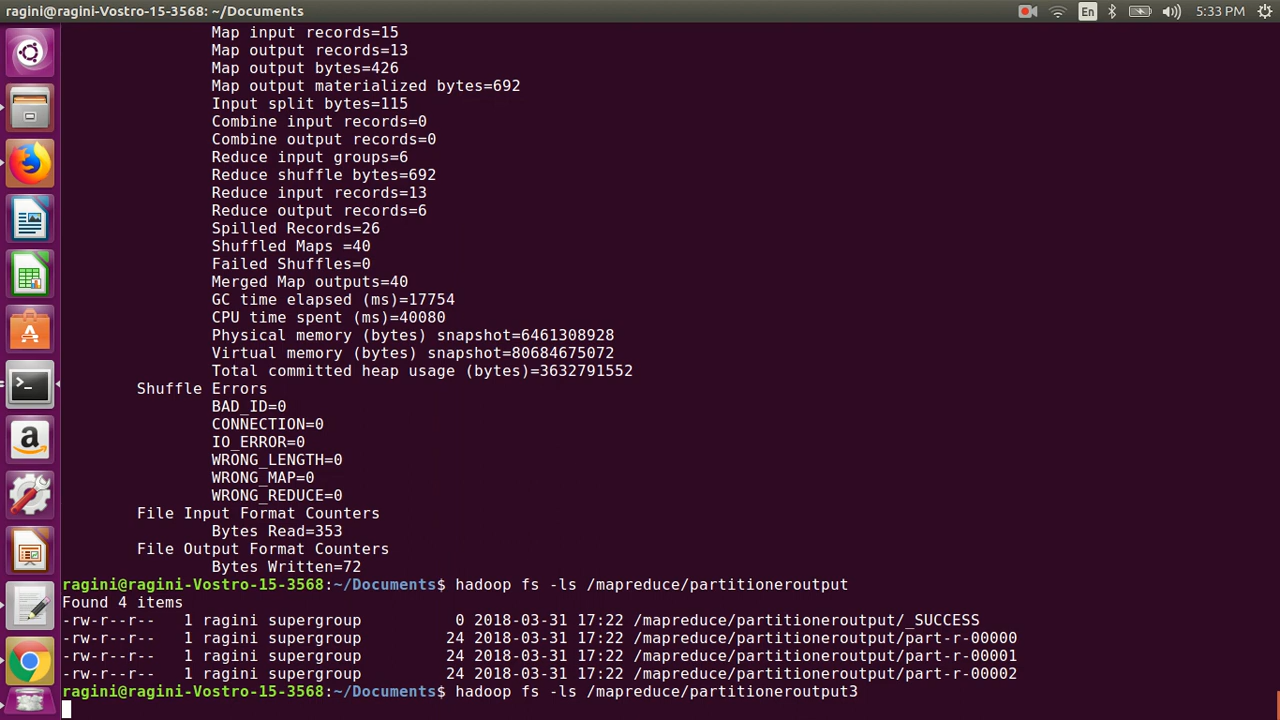 ragini@ragini-Vostro-15-3568: ~/Documents
En
5:33 PM
Map input records=15
Map output records=13
Map output bytes=426
Map output materialized bytes=692
Input split bytes=115
Combine input records=0
Combine output records=0
Reduce input groups=6
Reduce shuffle bytes=692
Reduce input records=13
Reduce output records=6
Spilled Records=26
Shuffled Maps =40
Failed Shuffles=0
Merged Map outputs=40
GC time elapsed (ms)=17754
CPU time spent (ms)=40080
Physical memory (bytes) snapshot=6461308928
Virtual memory (bytes) snapshot=80684675072
Total committed heap usage (bytes)=3632791552
Shuffle Errors
BAD_ID=0
CONNECTION=0
IO_ERROR=0
WRONG_LENGTH=0
WRONG_MAP=0
WRONG_REDUCE=0
File Input Format Counters
Bytes Read=353
File Output Format Counters
Bytes Written=72
ragini@ragini-Vostro-15-3568:~/Documents$ hadoop fs -ls /mapreduce/partitioneroutput
Found 4 items
-rw-r--r--   1 ragini supergroup          0 2018-03-31 17:22 /mapreduce/partitioneroutput/_SUCCESS
-rw-r--r--   1 ragini supergroup         24 2018-03-31 17:22 /mapreduce/partitioneroutput/part-r-00000
-rw-r--r--   1 ragini supergroup         24 2018-03-31 17:22 /mapreduce/partitioneroutput/part-r-00001
-rw-r--r--   1 ragini supergroup         24 2018-03-31 17:22 /mapreduce/partitioneroutput/part-r-00002
ragini@ragini-Vostro-15-3568:~/Documents$ hadoop fs -ls /mapreduce/partitioneroutput3